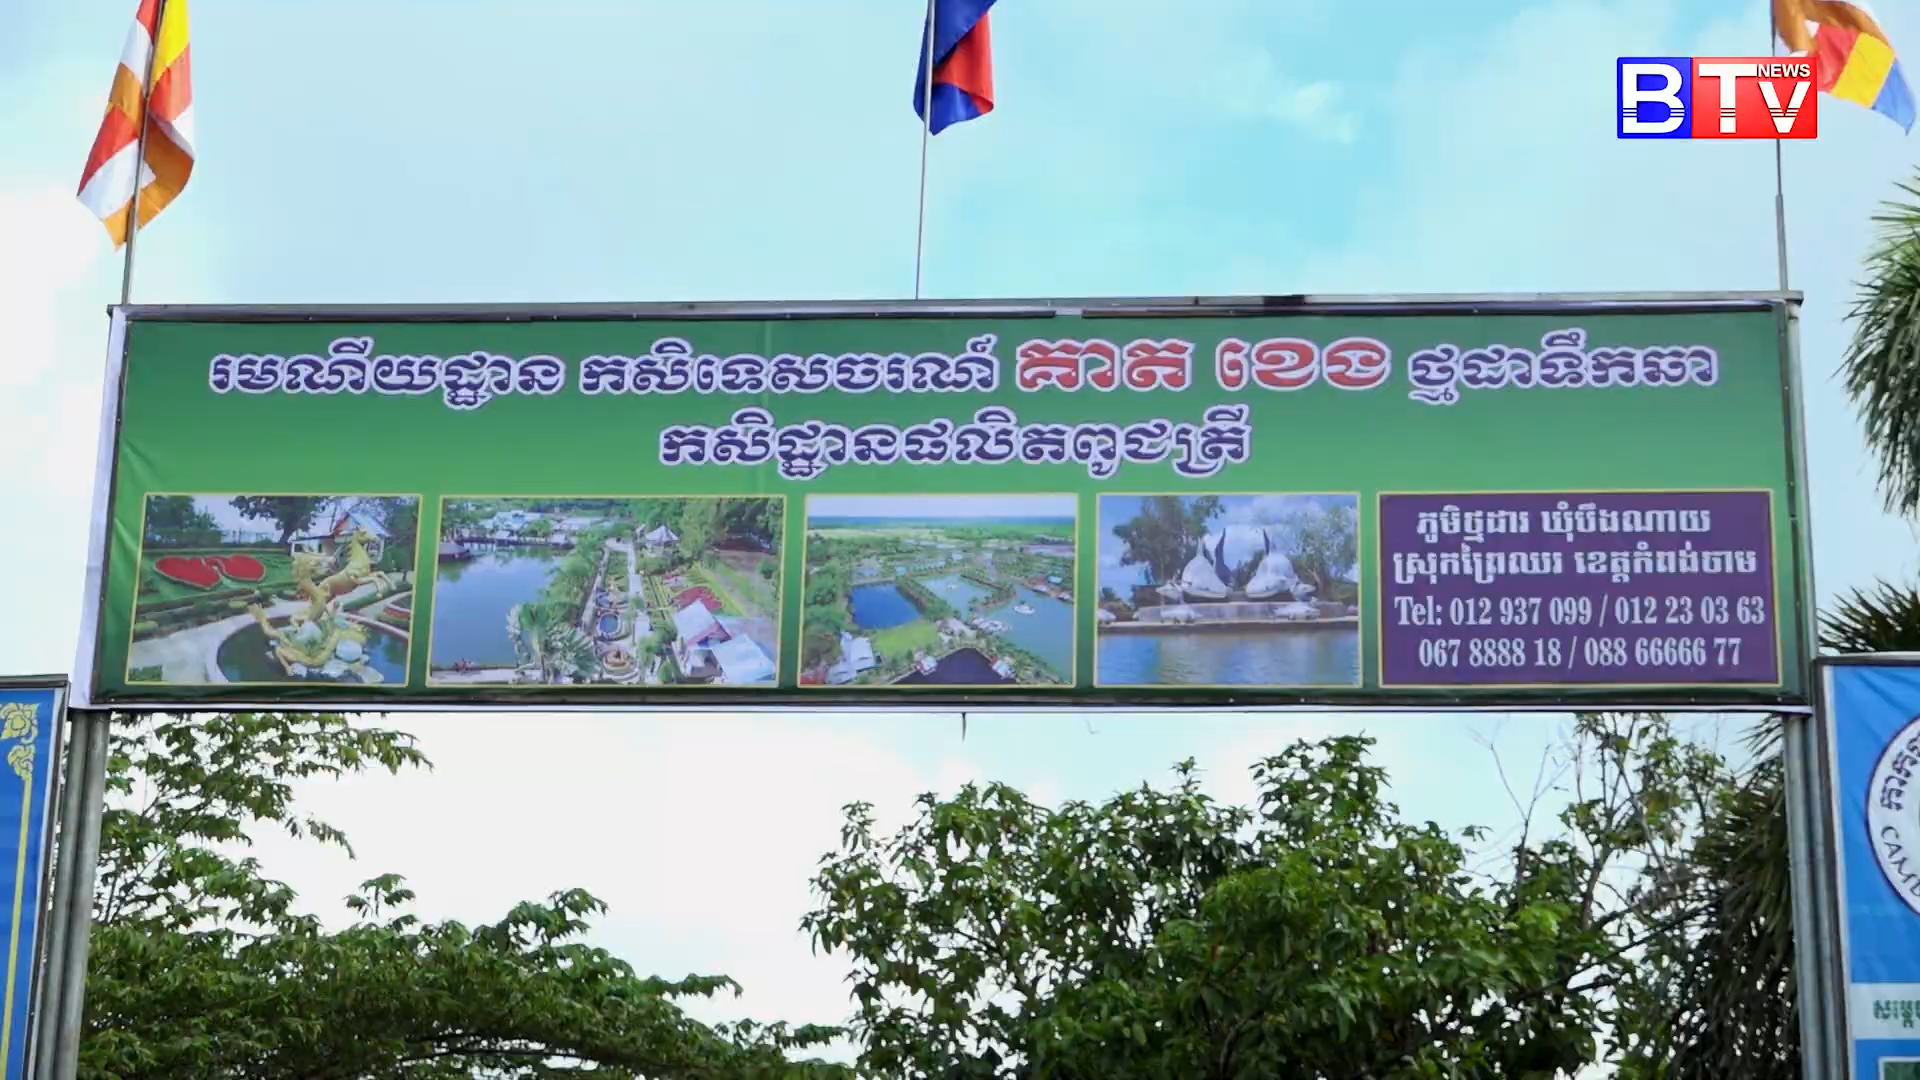 BTV NEWS
រមណីយដ្ឋាន កសិទេសចរណ៍ គាត ខេង ថ្មដាទឹកឆា
កសិដ្ឋានផលិតពូជត្រី
ភូមិថ្មដារ ឃុំបឹងណាយ
ស្រុកព្រៃឈរ ខេត្តកំពង់ចាម
Tel: 012 937 099 / 012 23 03 63
067 8888 18 / 088 66666 77